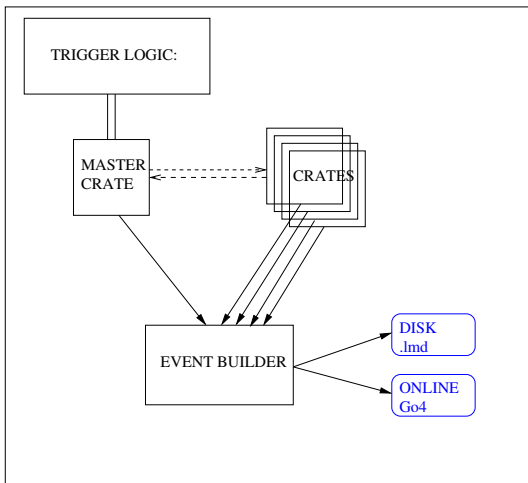 TRIGGER LOGIC:
MASTER
CRATE
CRATES
EVENT BUILDER
DISK
.lmd
ONLINE
Go4